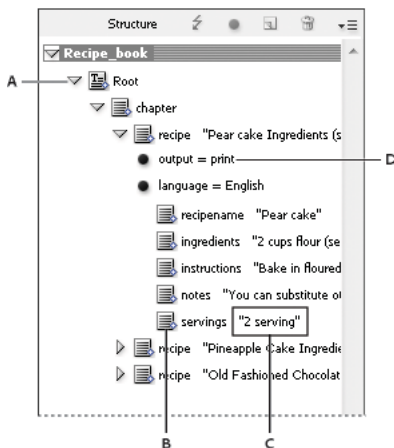 Structure
Recipe_book
A
Root
chapter
recipe "Pear cake Ingredients (s
output = print
D
language = English
recipename "Pear cake"
ingredients "2 cups flour (se
instructions "Bake in floured
notes "You can substitute ot
servings "2 serving"
recipe "Pineapple Cake Ingredie
recipe "Old Fashioned Chocolat
B
C